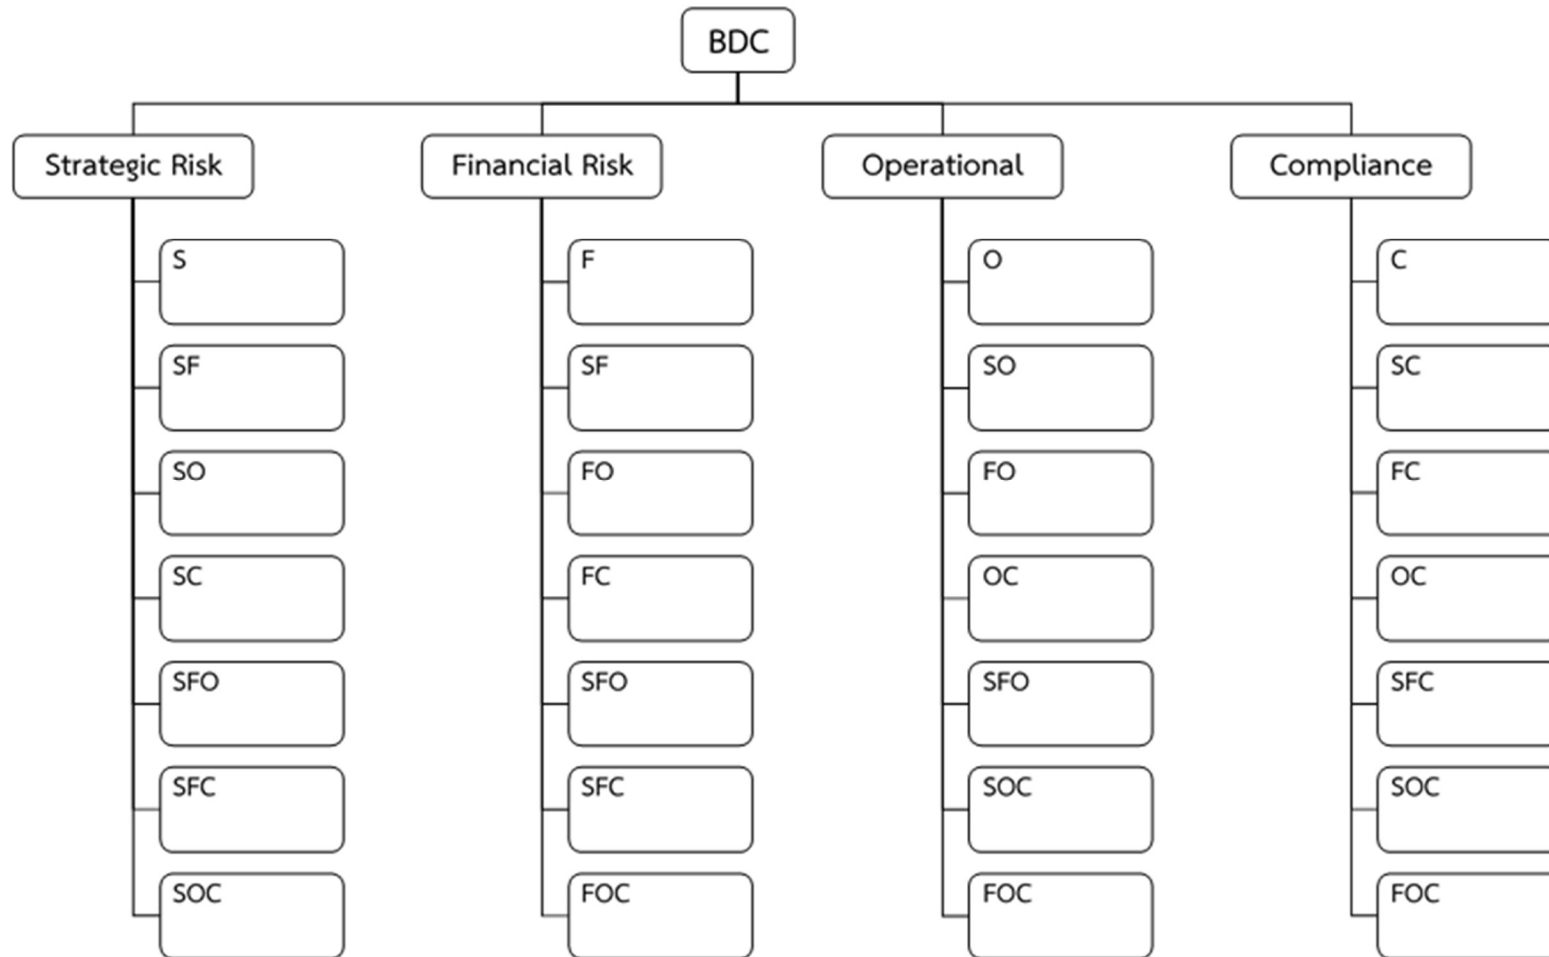 BDC
Strategic Risk
Financial Risk
Operational
Compliance
S
SF
SO
SC
SFO
SFC
SOC
F
SF
FO
FC
SFO
SFC
FOC
O
SO
FO
OC
SFO
SOC
FOC
C
SC
FC
OC
SFC
SOC
FOC